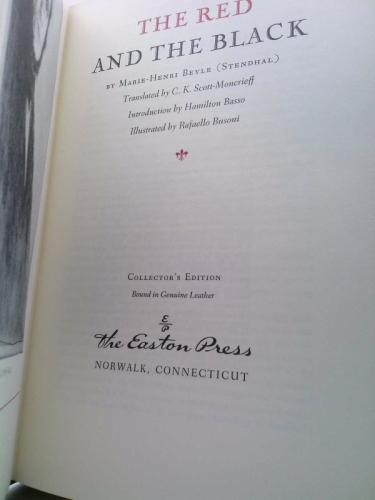 THE RED
AND THE BLACK
BY MARIE-HENRI BEYLE (STENDHAL)
Translated by C. K. Scott-Moncrieff
Introduction by Hamilton Basso
Illustrated by Rafaello Busoni
COLLECTOR'S EDITION
Bound in Genuine Leather
E
P
the Easton Press
NORWALK, CONNECTICUT